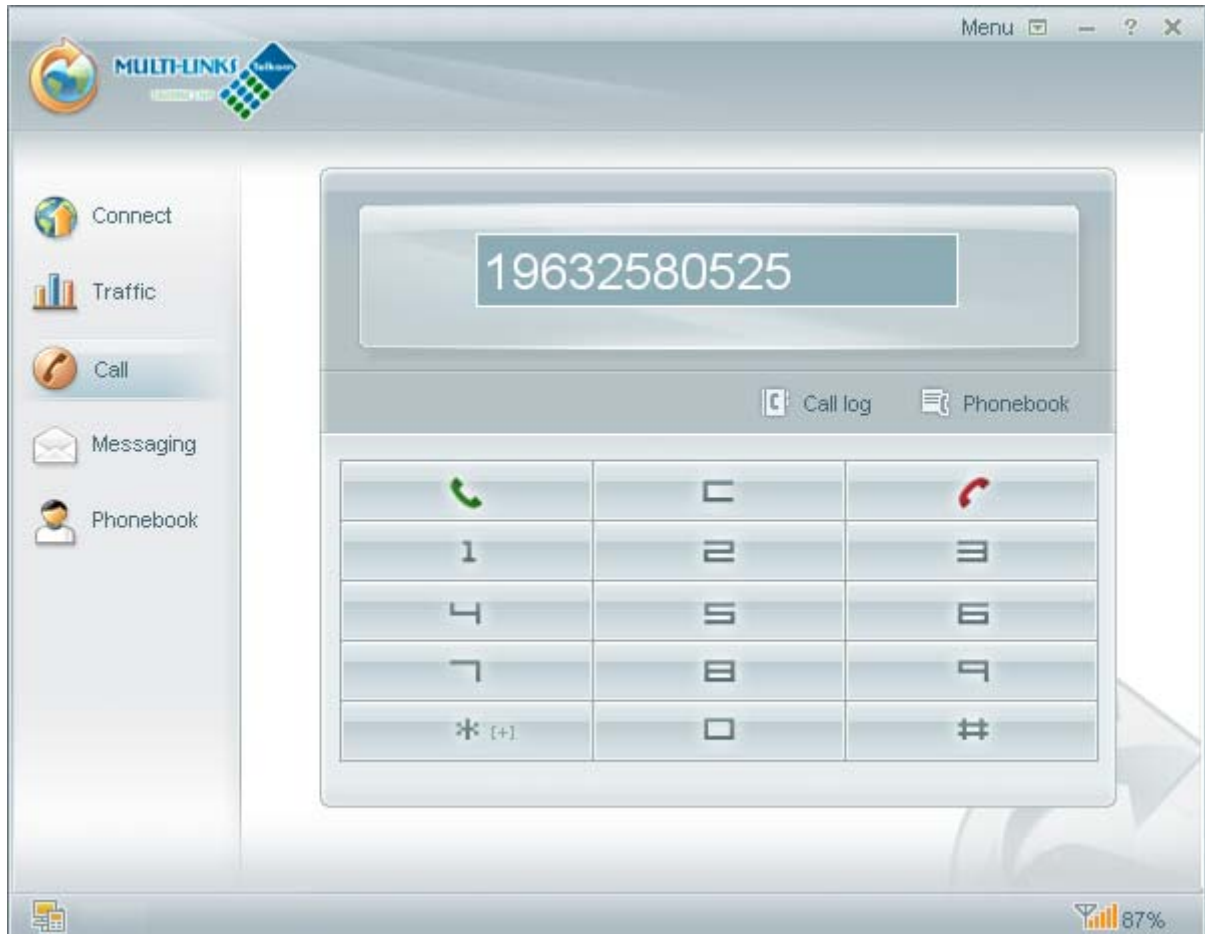 Menu ?
MULTI-LINKS Telkom
Connect
Traffic
Call
Messaging
Phonebook
19632580525
Call log Phonebook
C
1 2 3
4 5 6
7 8 9
* [+] 0 #
87%